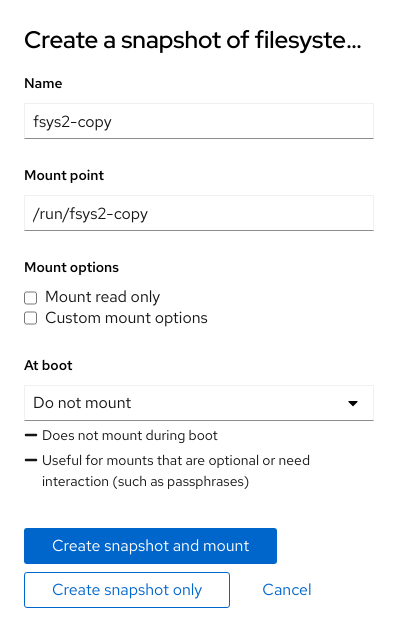 Create a snapshot of filesyste...
Name
fsys2-copy
Mount point
/run/fsys2-copy
Mount options
Mount read only
Custom mount options
At boot
Do not mount
Does not mount during boot
Useful for mounts that are optional or need
interaction (such as passphrases)
Create snapshot and mount
Create snapshot only
Cancel